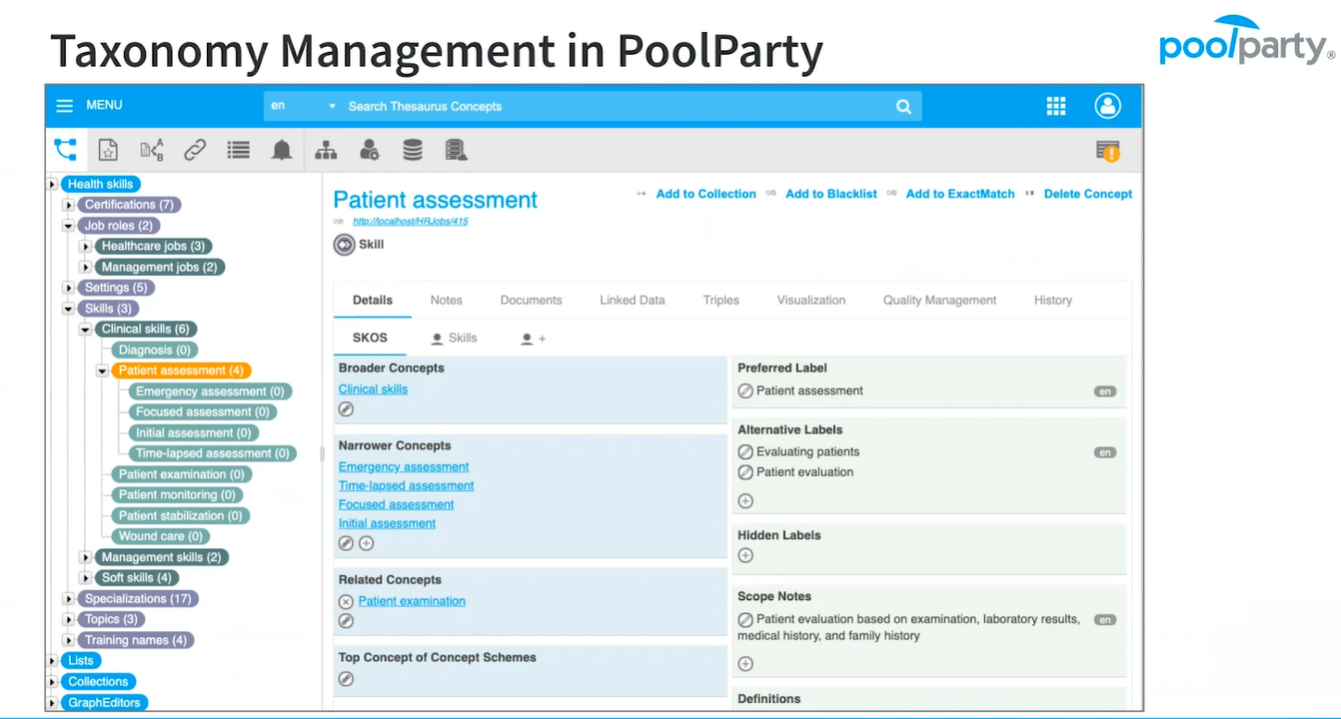 Taxonomy Management in PoolParty
poolparty®
MENU
en
Search Thesaurus Concepts
Health skills
Certifications (7)
Job roles (2)
Healthcare jobs (3)
Management jobs (2)
Settings (5)
Skills (3)
Clinical skills (6)
Diagnosis (0)
Patient assessment (4)
Emergency assessment (0)
Focused assessment (0)
Initial assessment (0)
Time-lapsed assessment (0)
Patient examination (0)
Patient monitoring (0)
Patient stabilization (0)
Wound care (0)
Management skills (2)
Soft skills (4)
Specializations (17)
Topics (3)
Training names (4)
Lists
Collections
GraphEditors
Patient assessment
Add to Collection Add to Blacklist Add to ExactMatch Delete Concept
http://localhost/HRJobs/415
Skill
Details Notes Documents Linked Data Triples Visualization Quality Management History
SKOS Skills +
Broader Concepts
Clinical skills
Narrower Concepts
Emergency assessment
Time-lapsed assessment
Focused assessment
Initial assessment
Related Concepts
Patient examination
Top Concept of Concept Schemes
Preferred Label
Patient assessment en
Alternative Labels
Evaluating patients en
Patient evaluation
Hidden Labels
Scope Notes
Patient evaluation based on examination, laboratory results, en
medical history, and family history
Definitions